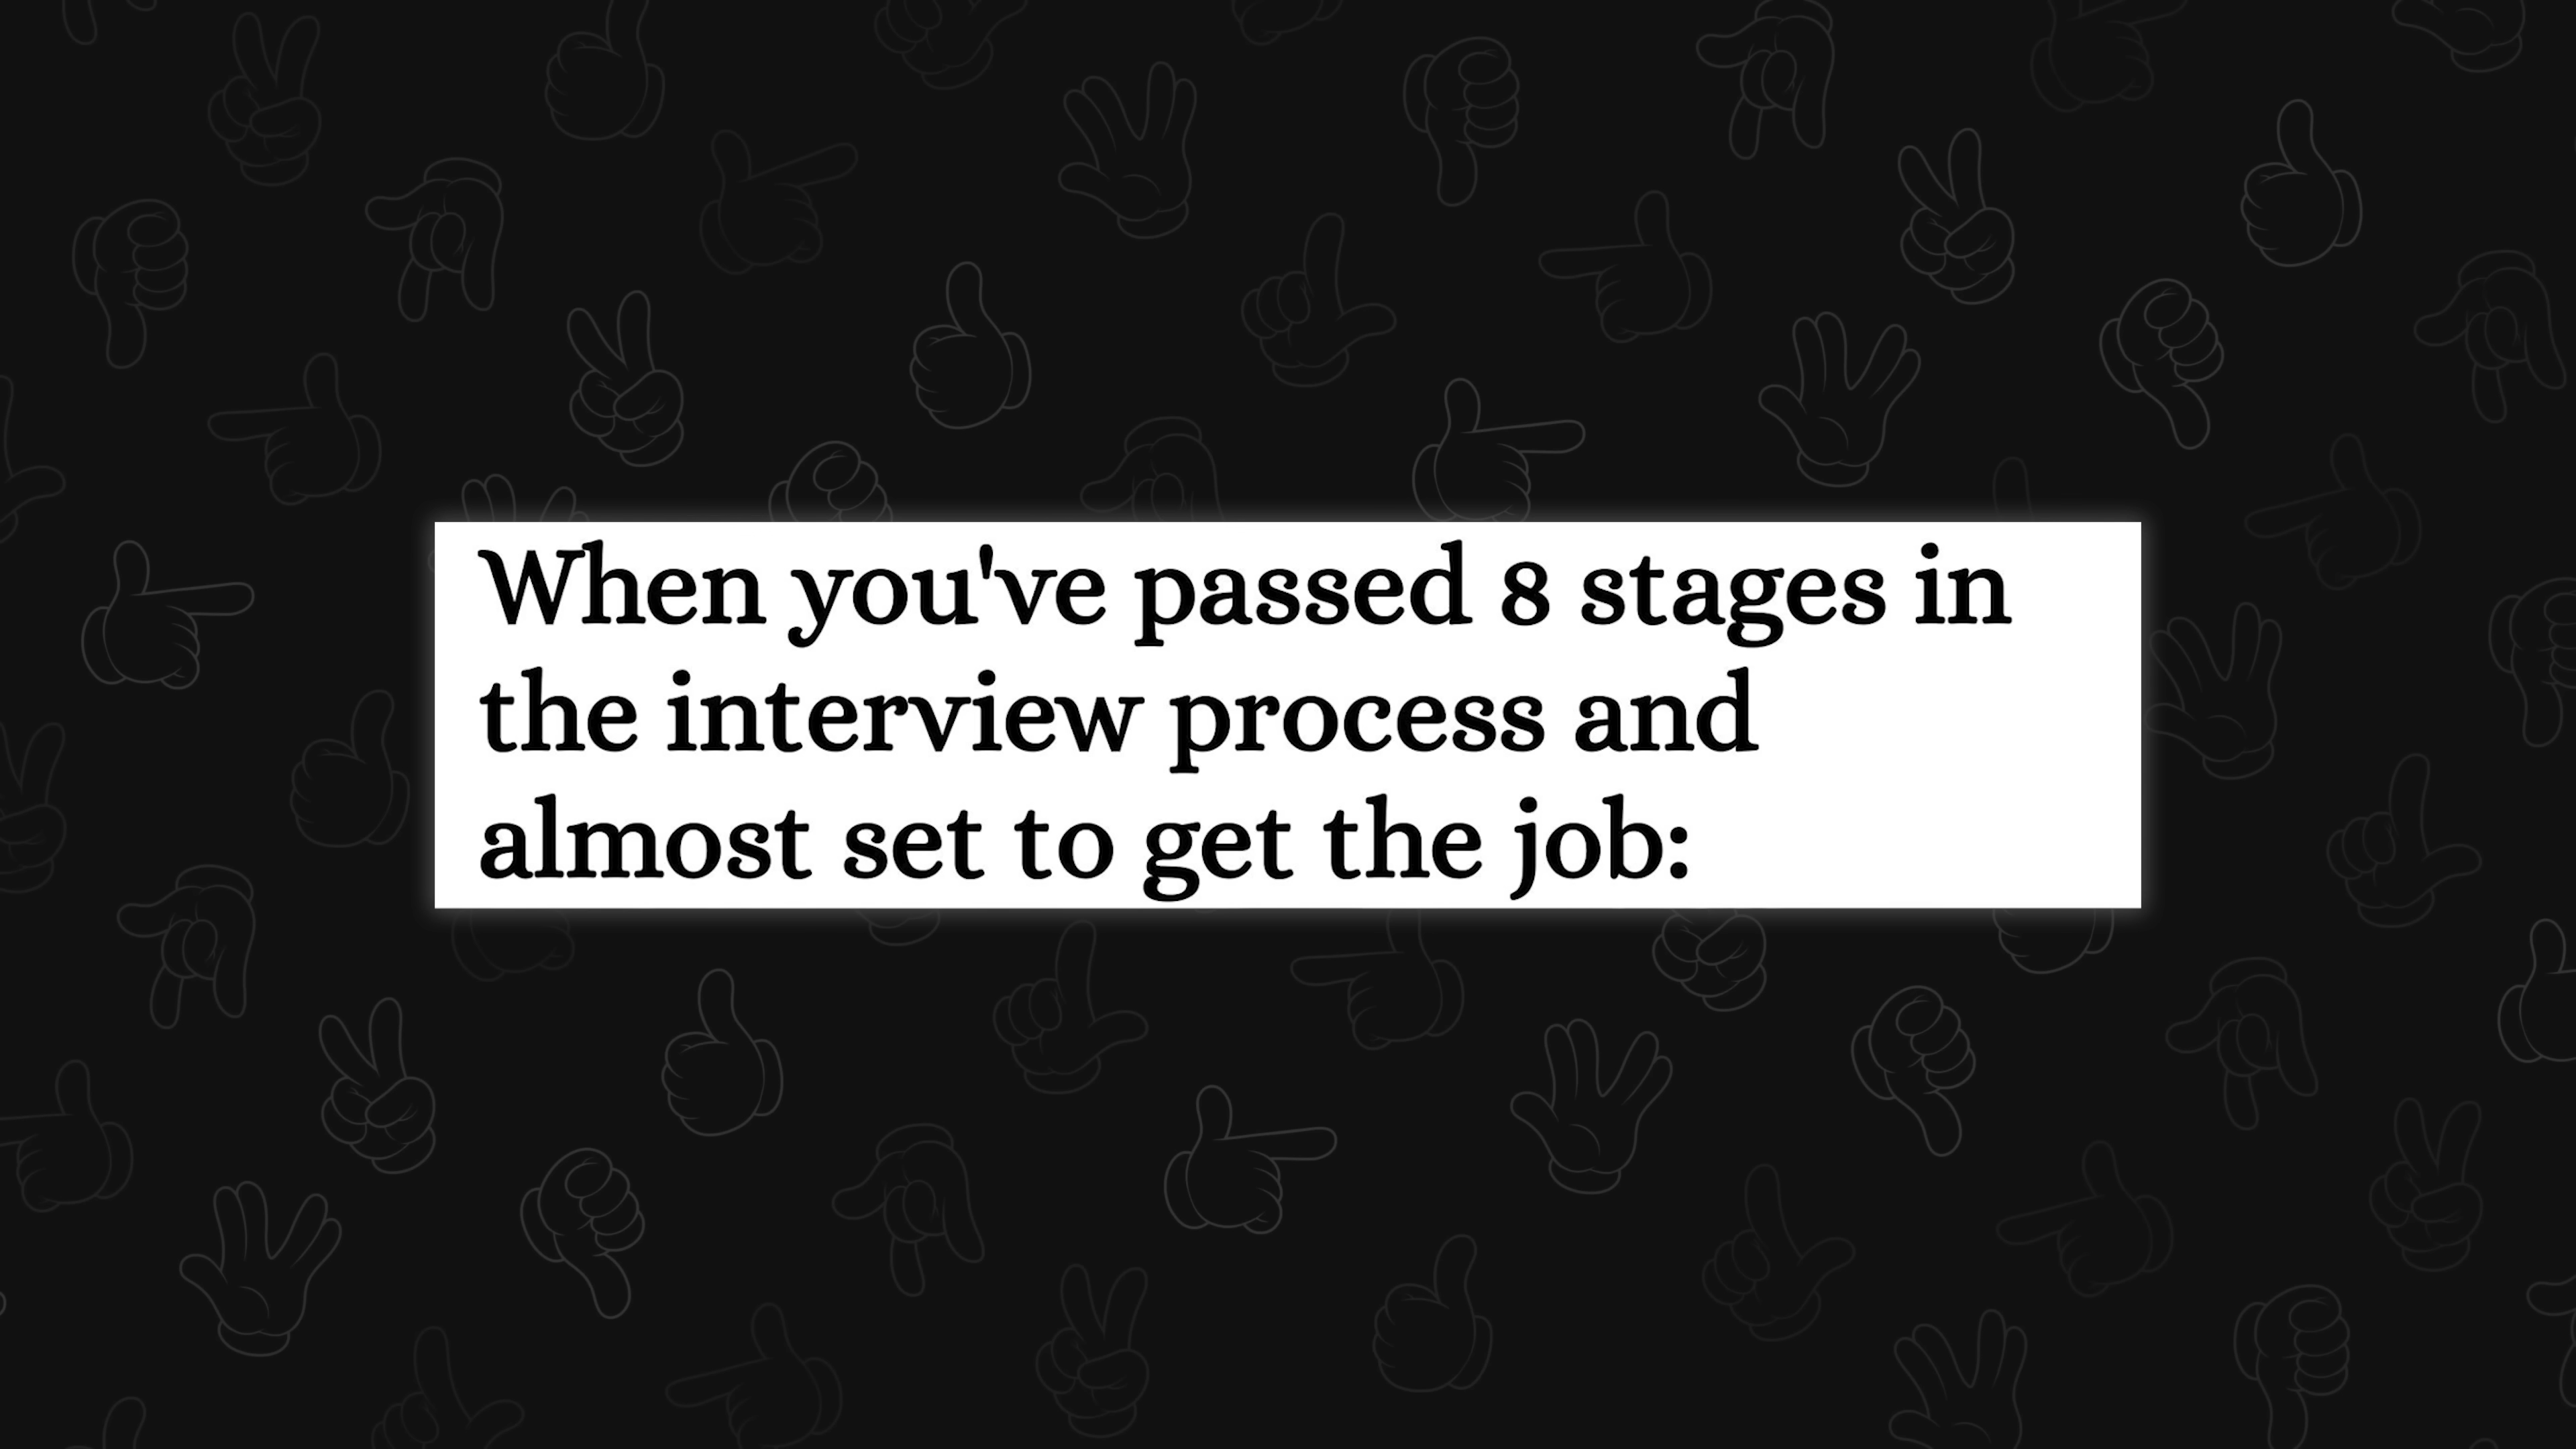 When you've passed 8 stages in
the interview process and
almost set to get the job: